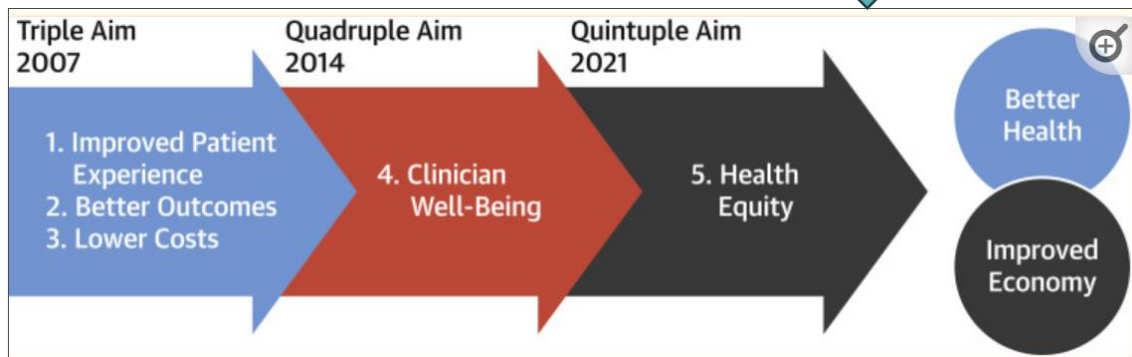 Triple Aim
2007
Quadruple Aim
2014
Quintuple Aim
2021
1. Improved Patient
Experience
2. Better Outcomes
3. Lower Costs
4. Clinician
Well-Being
5. Health
Equity
Better
Health
Improved
Economy